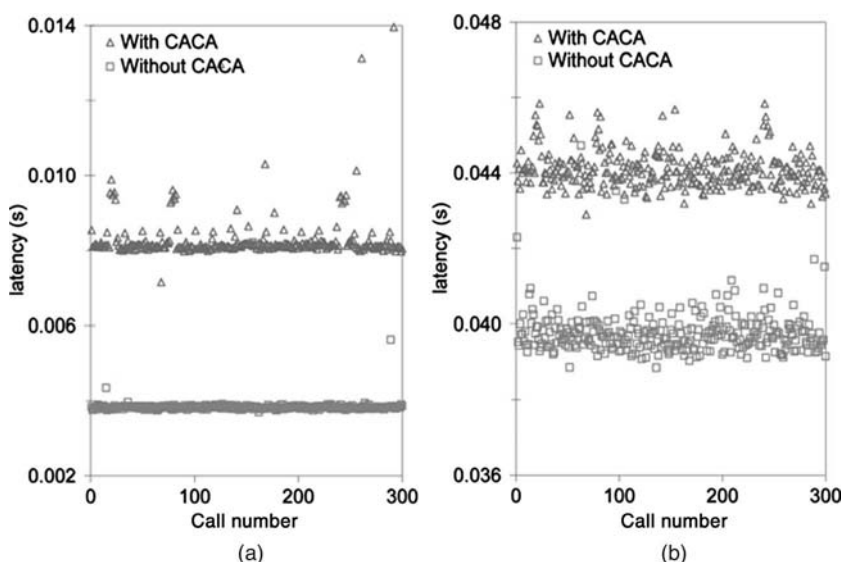 0.014
With CACA
Without CACA
0.010
latency (s)
0.006
0.002
0
100
200
300
Call number
(a)
0.048
With CACA
Without CACA
0.044
latency (s)
0.040
0.036
0
100
200
300
Call number
(b)